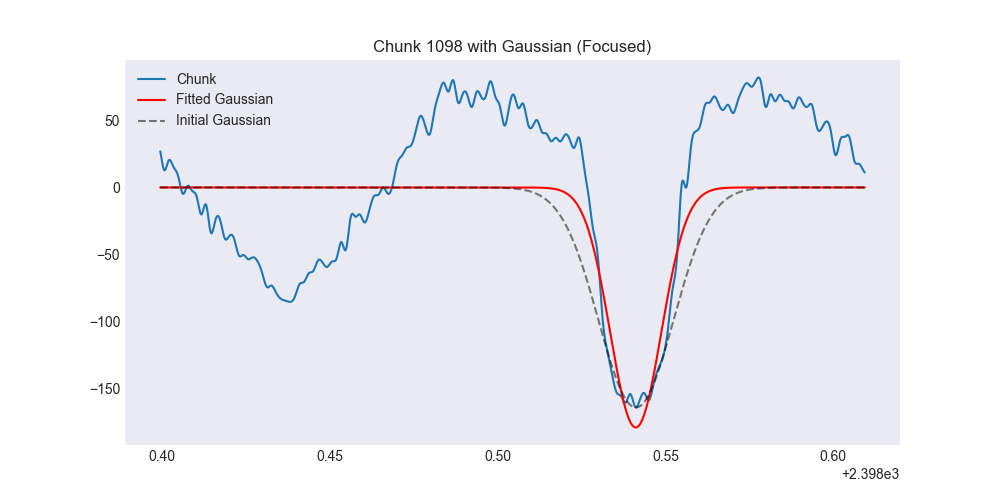 Chunk 1098 with Gaussian (Focused)
Chunk
Fitted Gaussian
Initial Gaussian
50
0
−50
−100
−150
0.40 0.45 0.50 0.55 0.60
+2.398e3